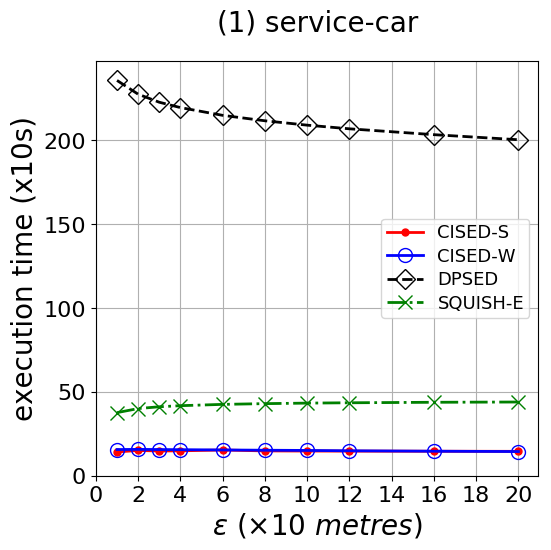 (1) service-car
execution time (x10s)
200
150
100
50
0
CISED-S
CISED-W
DPSED
SQUISH-E
0 2 4 6 8 10 12 14 16 18 20
ε (×10 metres)